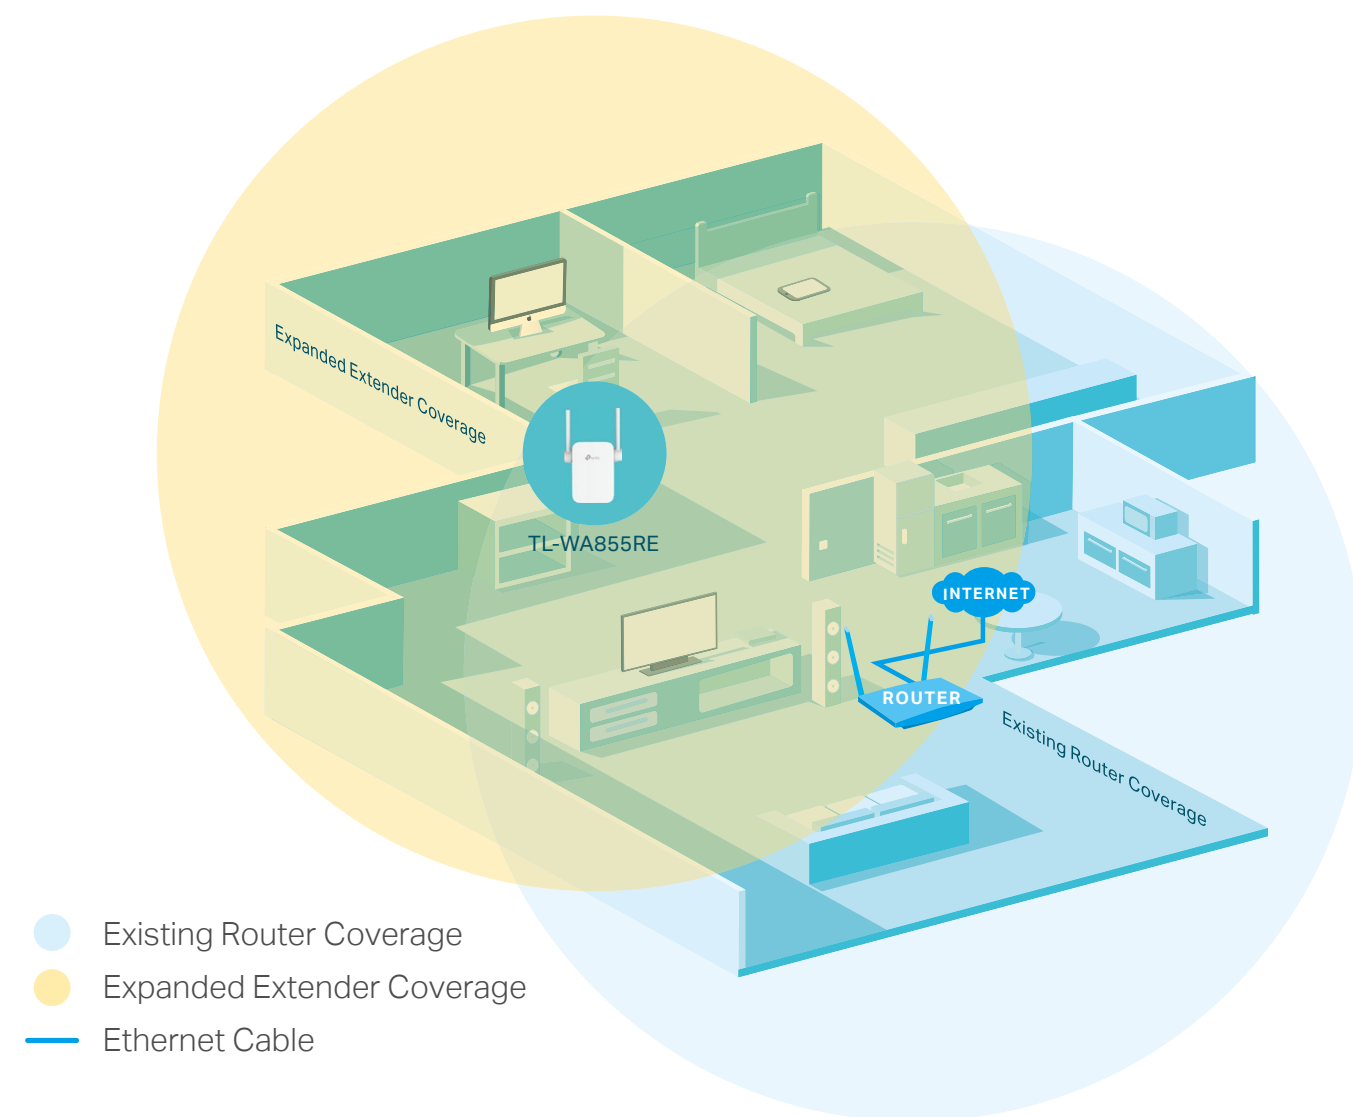 Expanded Extender Coverage
TL-WA855RE
INTERNET
ROUTER
Existing Router Coverage
Existing Router Coverage
Expanded Extender Coverage
Ethernet Cable